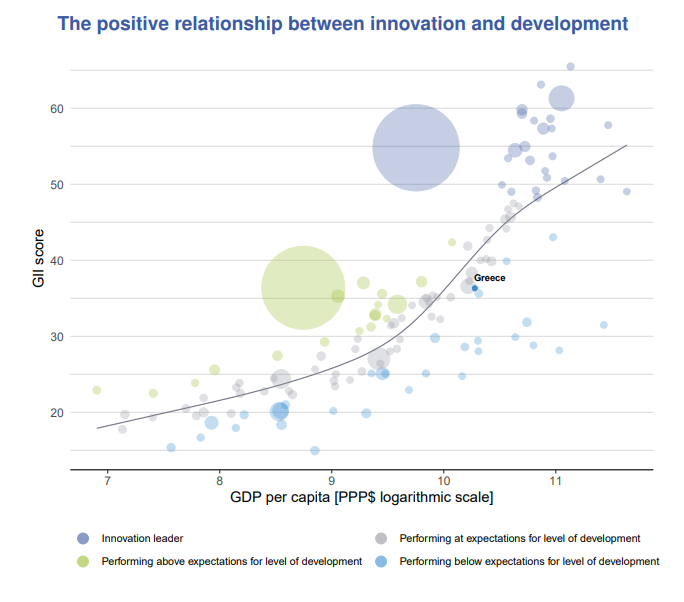 The positive relationship between innovation and development
60
50
40
30
20
GII score
Greece
7
8
9
10
11
GDP per capita [PPP$ logarithmic scale]
Innovation leader
Performing at expectations for level of development
Performing above expectations for level of development
Performing below expectations for level of development